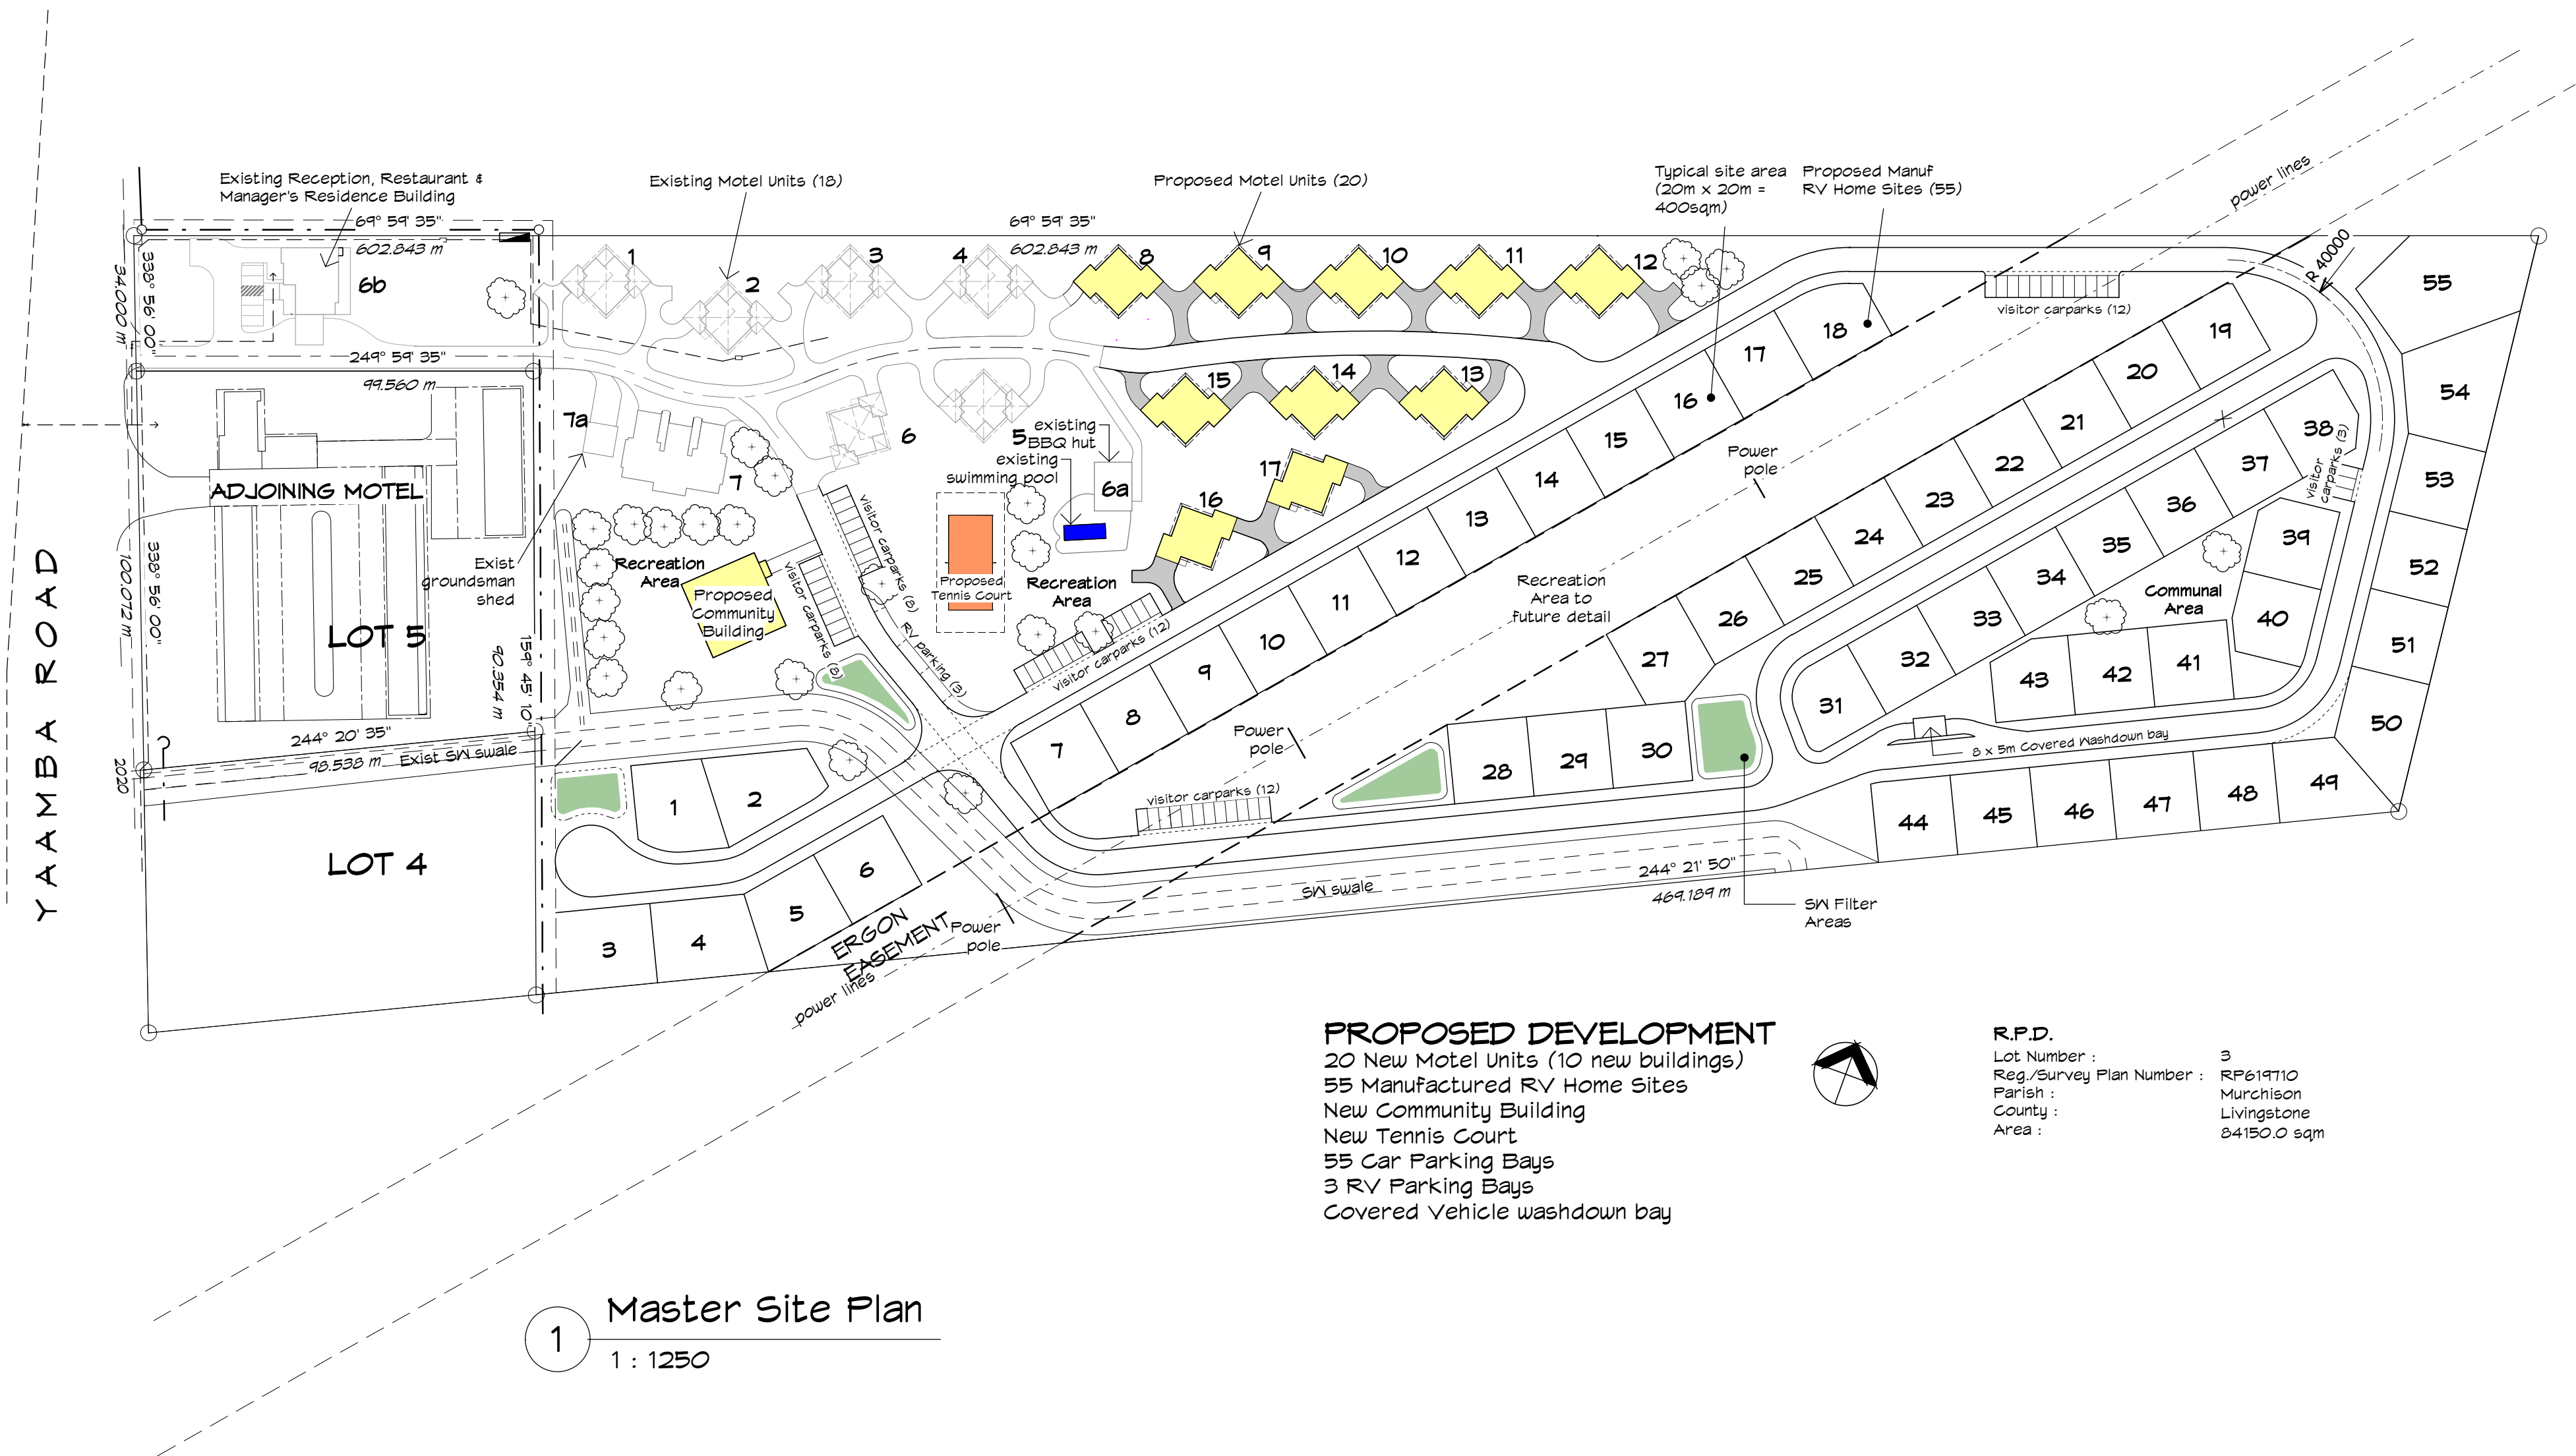 Existing Reception, Restaurant &
Manager's Residence Building
Existing Motel Units (18)
Proposed Motel Units (20)
Typical site area
(20m x 20m =
400sqm)
Proposed Manuf
RV Home Sites (55)
power lines
69° 59' 35"
602.843 m
69° 59' 35"
602.843 m
R 40000
34.000 m
338° 56' 00"
6b
1
2
3
4
8
9
10
11
12
55
visitor carparks (12)
18
17
16
15
14
13
12
11
10
9
8
7
19
20
21
22
23
24
25
26
27
249° 59' 35"
99.560 m
7a
7
6
5
existing
BBQ hut
existing
swimming pool
6a
15
14
13
17
16
54
53
52
51
50
38
37
36
35
34
33
32
31
visitor
carparks (3)
39
40
41
42
43
Communal
Area
ADJOINING MOTEL
LOT 5
100.072 m
338° 56' 00"
YAAMBA ROAD
Exist
groundsman
shed
Recreation
Area
Proposed
Community
Building
visitor carparks (8)
visitor carparks (8)
RV parking (3)
Proposed
Tennis Court
Recreation
Area
visitor carparks (12)
Power
pole
Recreation
Area to
future detail
Power
pole
159° 45' 10"
90.354 m
244° 20' 35"
98.538 m
Exist SW swale
2020
LOT 4
1
2
3
4
5
6
visitor carparks (12)
28
29
30
8 x 5m Covered Washdown bay
44
45
46
47
48
49
SW swale
244° 21' 50"
469.189 m
SW Filter
Areas
ERGON
EASEMENT
Power
pole
power lines
PROPOSED DEVELOPMENT
20 New Motel Units (10 new buildings)
55 Manufactured RV Home Sites
New Community Building
New Tennis Court
55 Car Parking Bays
3 RV Parking Bays
Covered Vehicle washdown bay
R.P.D.
Lot Number : 3
Reg./Survey Plan Number : RP619710
Parish : Murchison
County : Livingstone
Area : 84150.0 sqm
1
Master Site Plan
1 : 1250